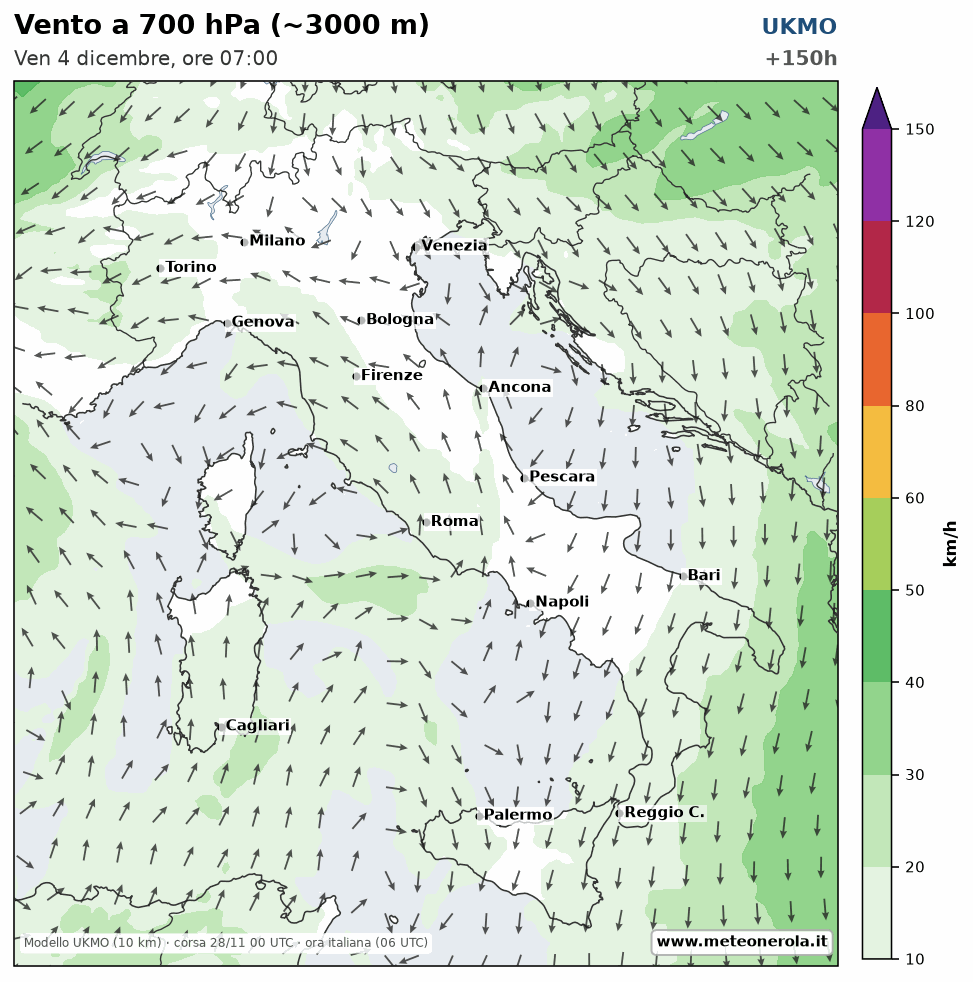 Vento a 700 hPa (~3000 m)
UKMO
Ven 4 dicembre, ore 07:00
+150h
150
120
100
80
60
50
40
30
20
10
km/h
Milano
Venezia
Torino
Genova
Bologna
Firenze
Ancona
Pescara
Roma
Bari
Napoli
Cagliari
Palermo
Reggio C.
Modello UKMO (10 km) · corsa 28/11 00 UTC · ora italiana (06 UTC)
www.meteonerola.it